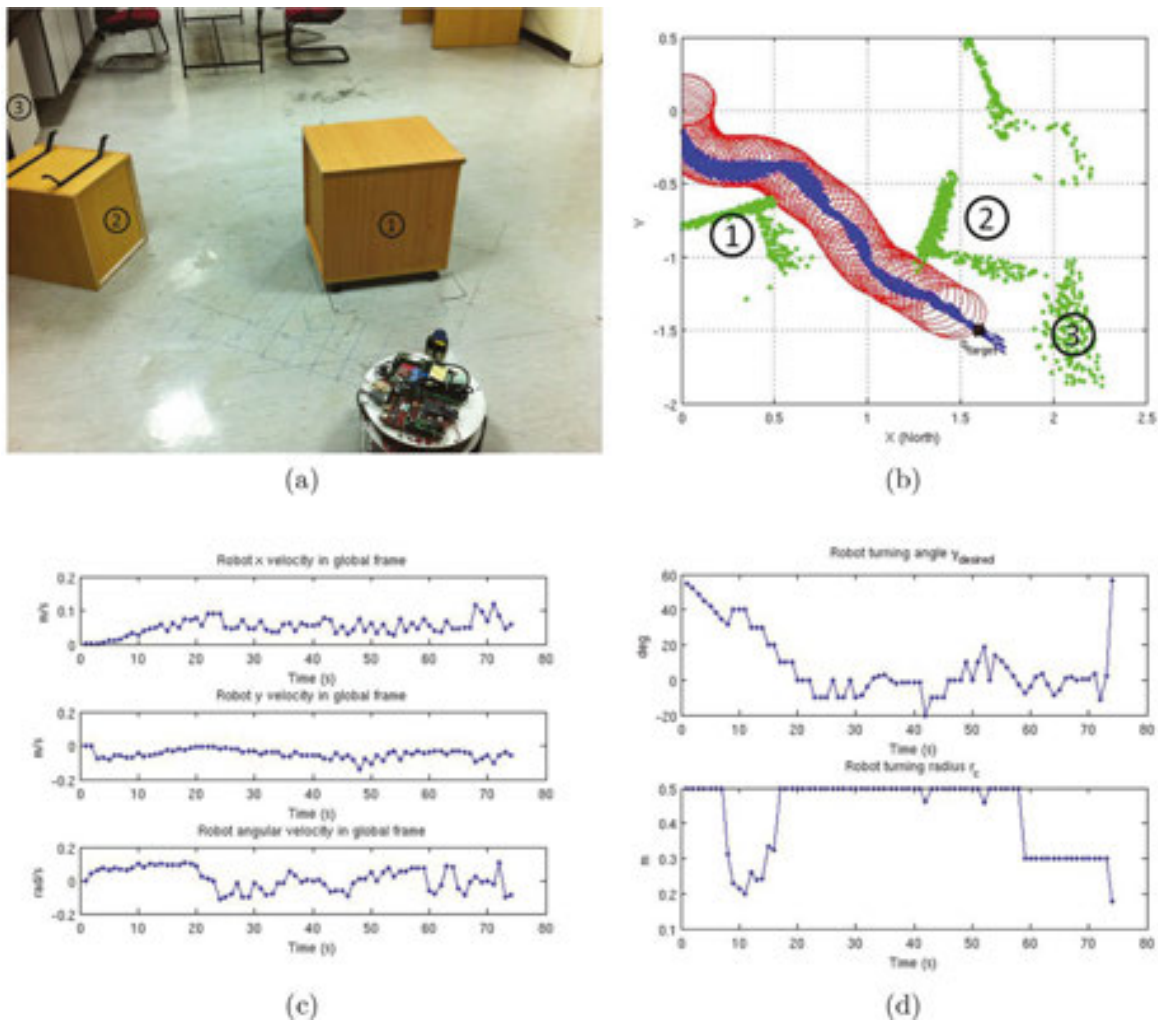 ③
②
①
(a)
0.5
0
-0.5
-1
-1.5
-2
Y
①
②
③
target
0 0.5 1 1.5 2 2.5
X (North)
(b)
Robot x velocity in global frame
0.2
0.1
0
m/s
0 10 20 30 40 50 60 70 80
Time (s)
Robot y velocity in global frame
0.2
0
-0.2
m/s
0 10 20 30 40 50 60 70 80
Time (s)
Robot angular velocity in global frame
0.2
0
-0.2
rad/s
0 10 20 30 40 50 60 70 80
Time (s)
(c)
Robot turning angle γdesired
60
40
20
0
-20
deg
0 10 20 30 40 50 60 70 80
Time (s)
Robot turning radius rc
0.5
0.4
0.3
0.2
0.1
m
0 10 20 30 40 50 60 70 80
Time (s)
(d)